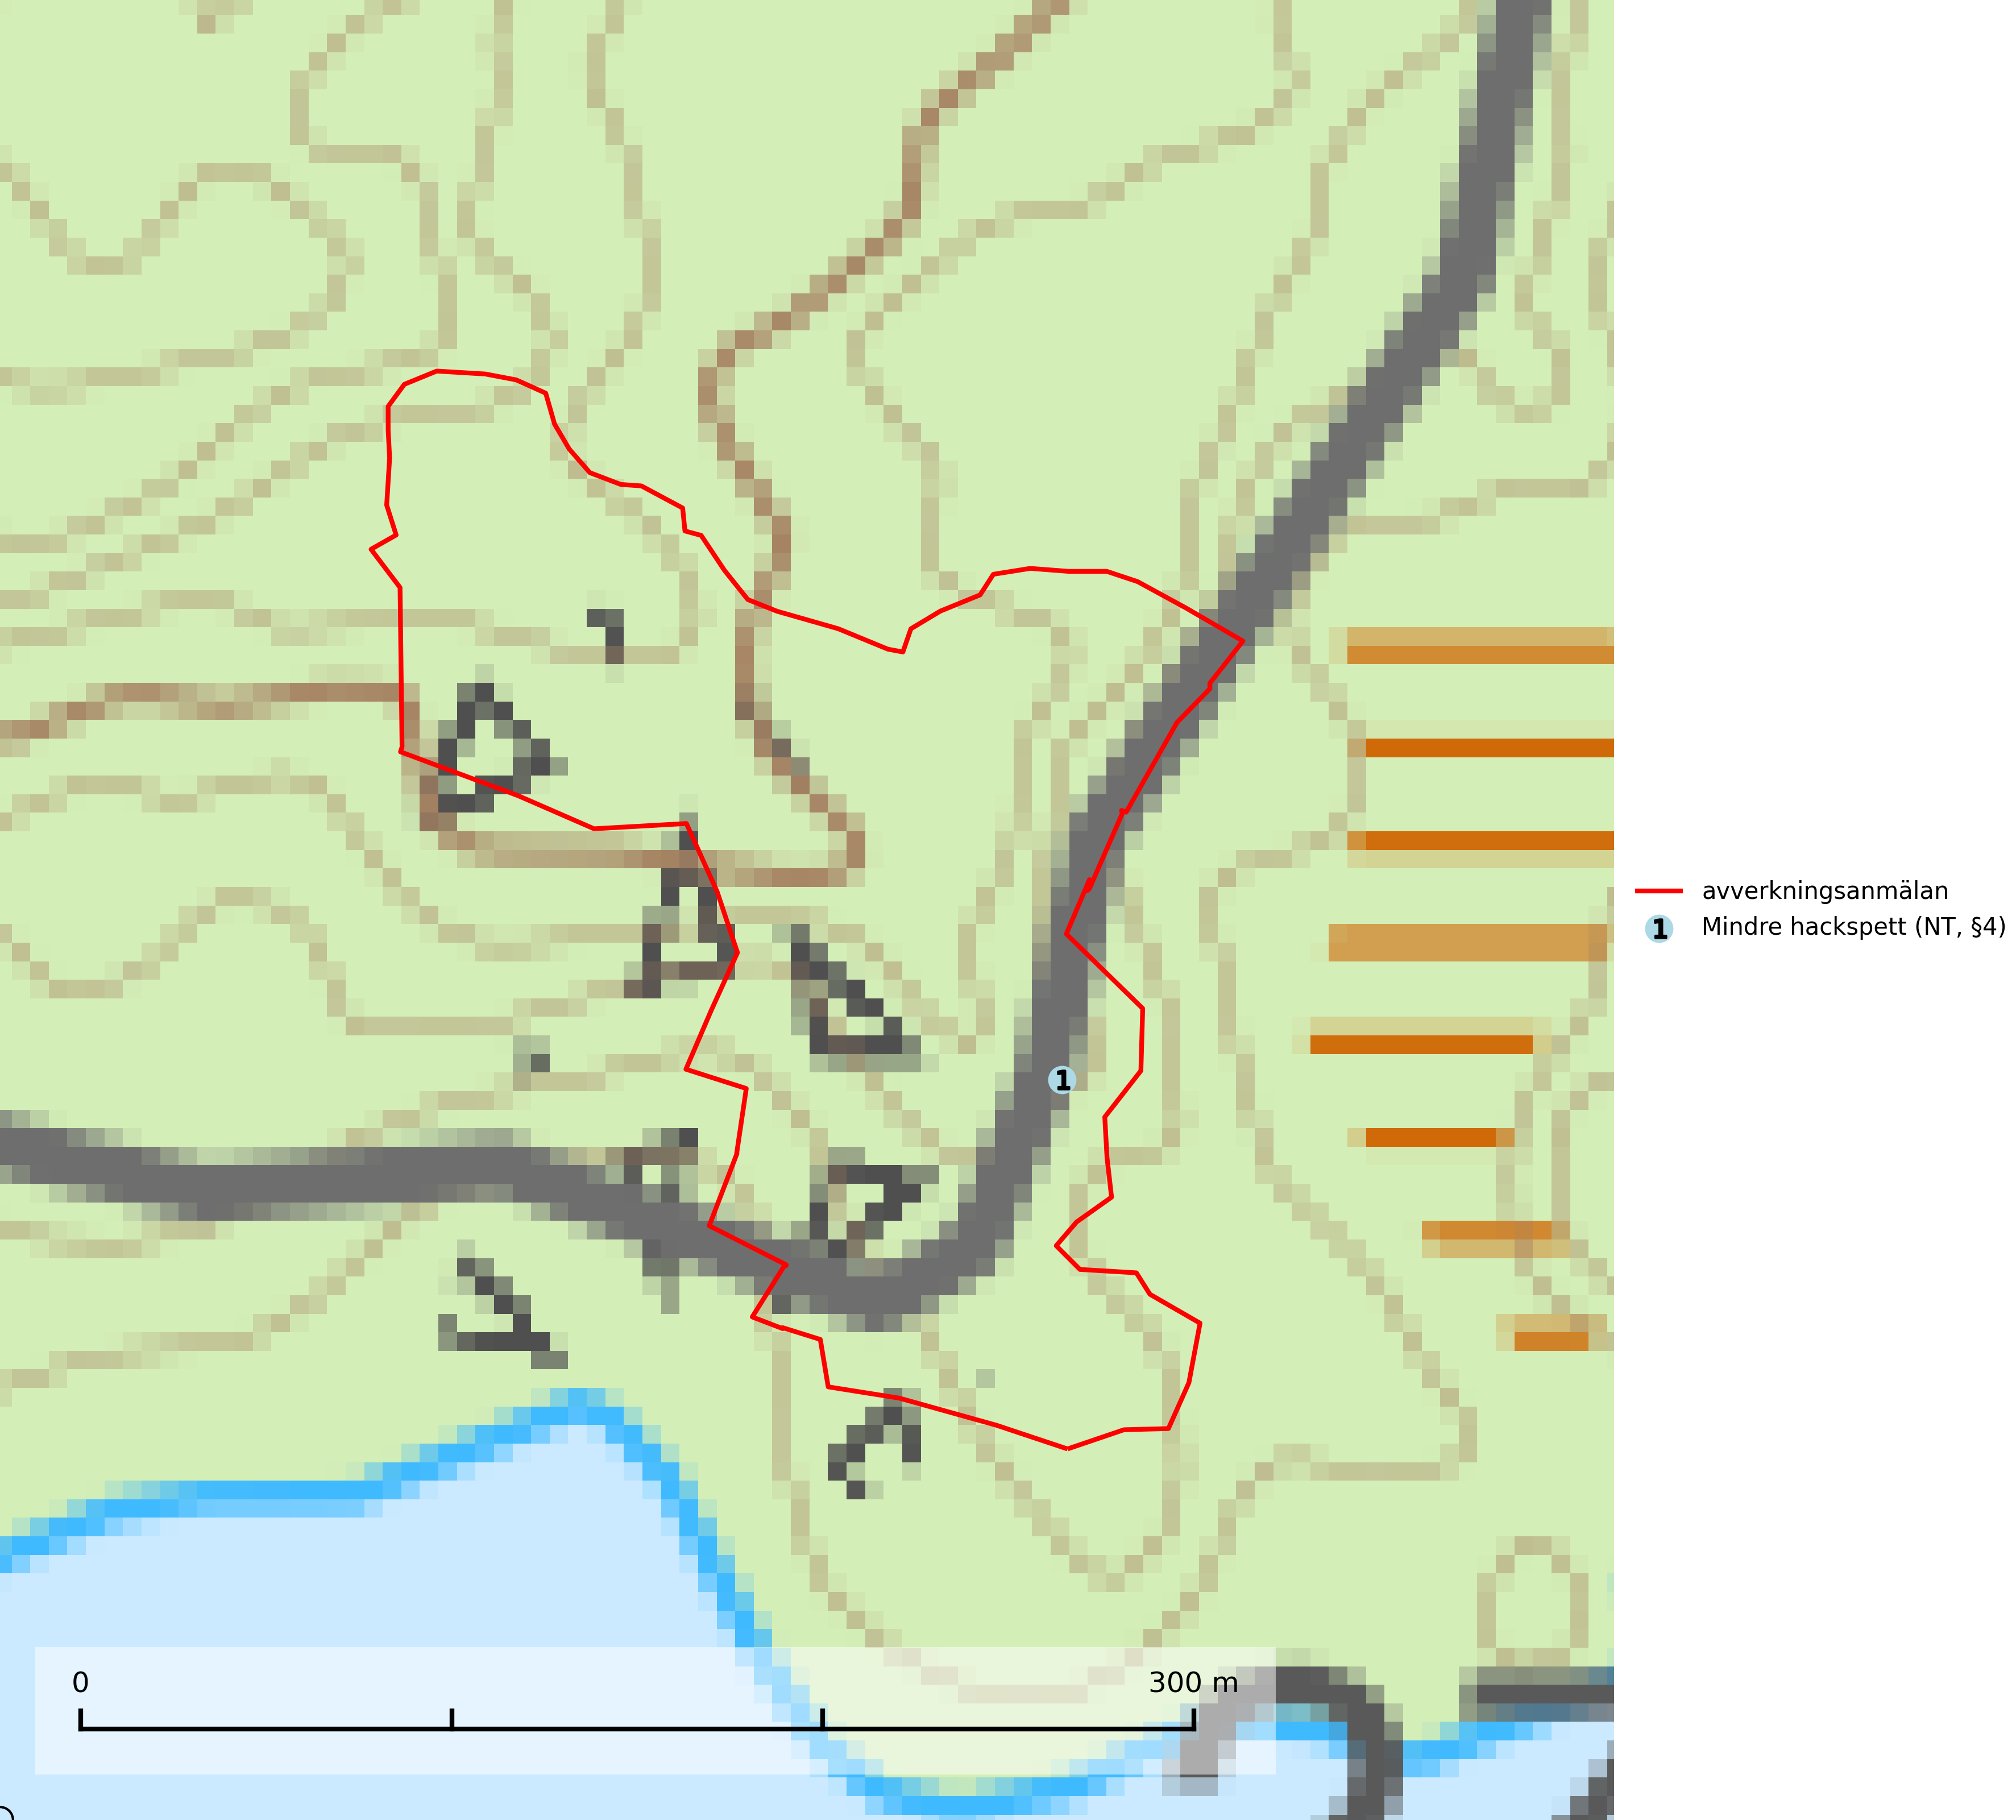 avverkningsanmälan
1 Mindre hackspett (NT, §4)
1
0 300 m